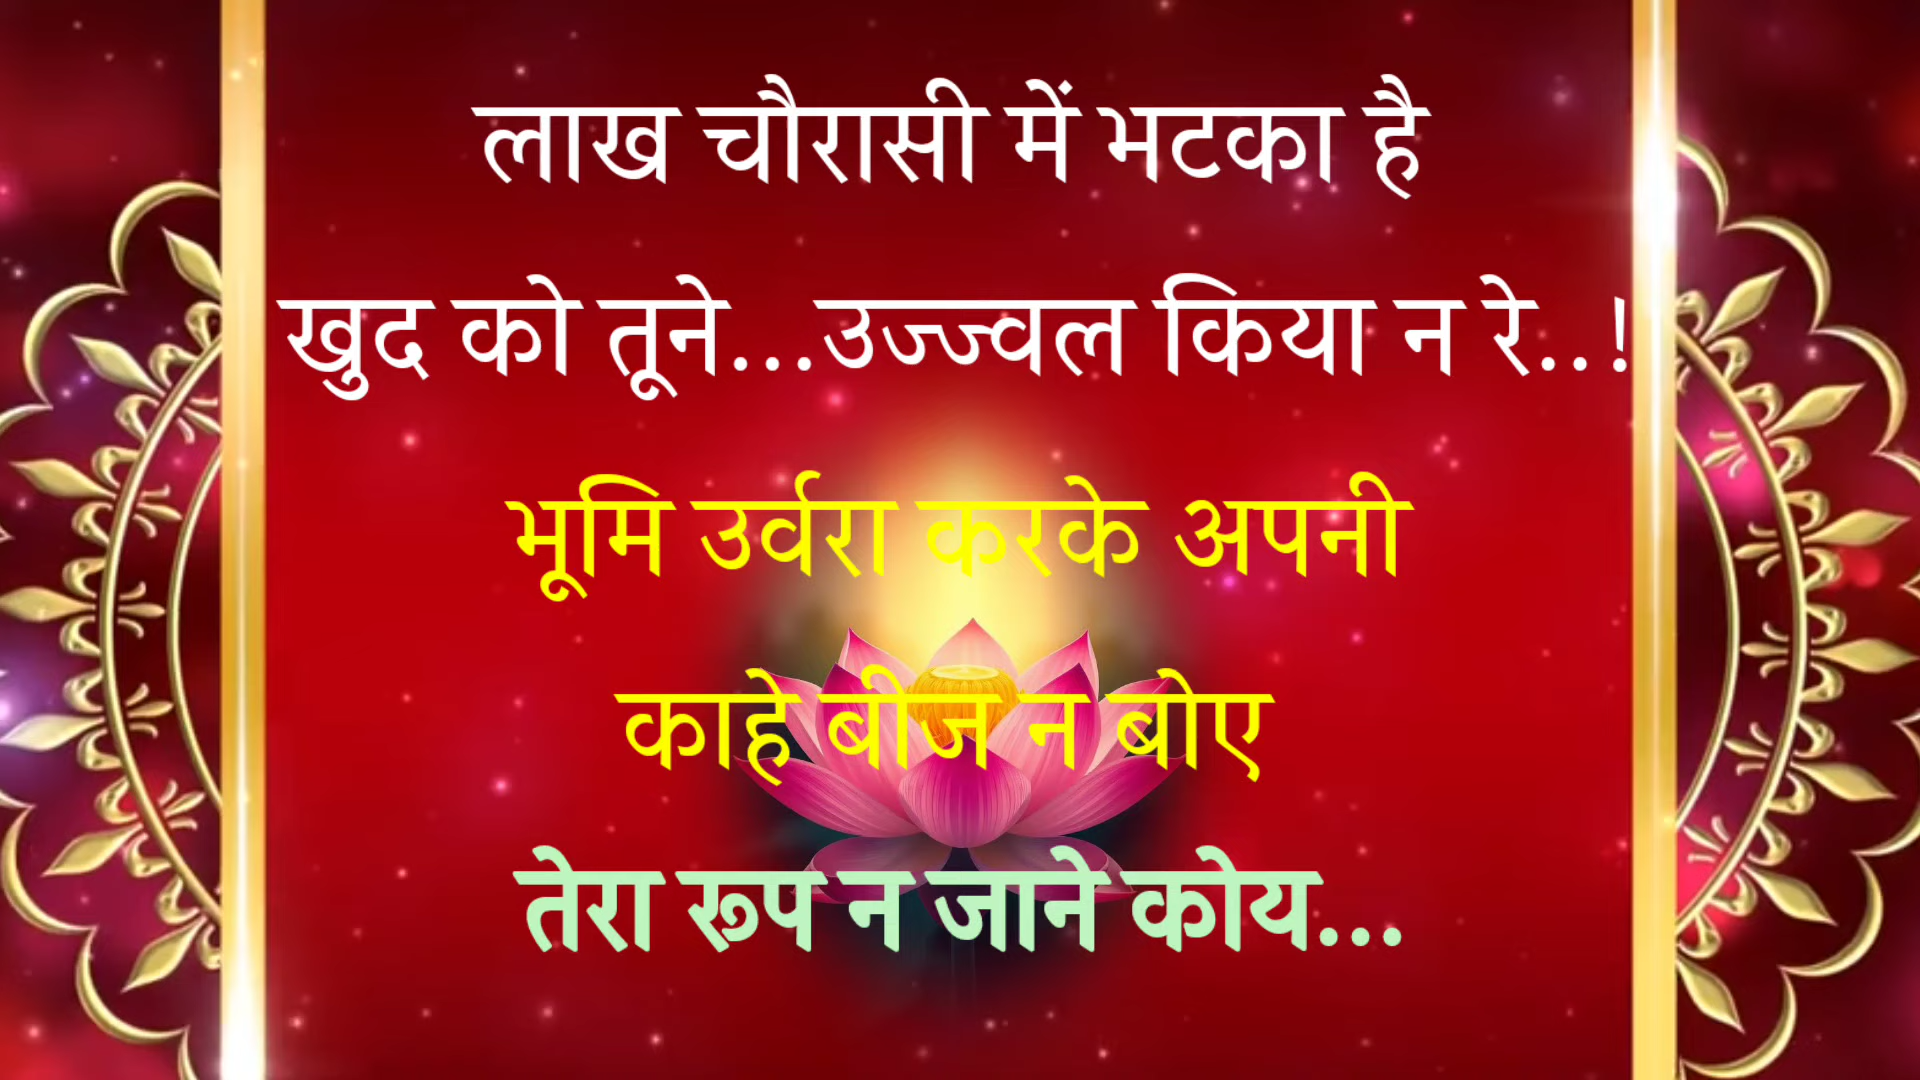 लाख चौरासी में भटका है
खुद को तूने...उज्ज्वल किया न रे..!
भूमि उर्वरा करके अपनी
काहे बीज न बोए
तेरा रूप न जाने कोय...